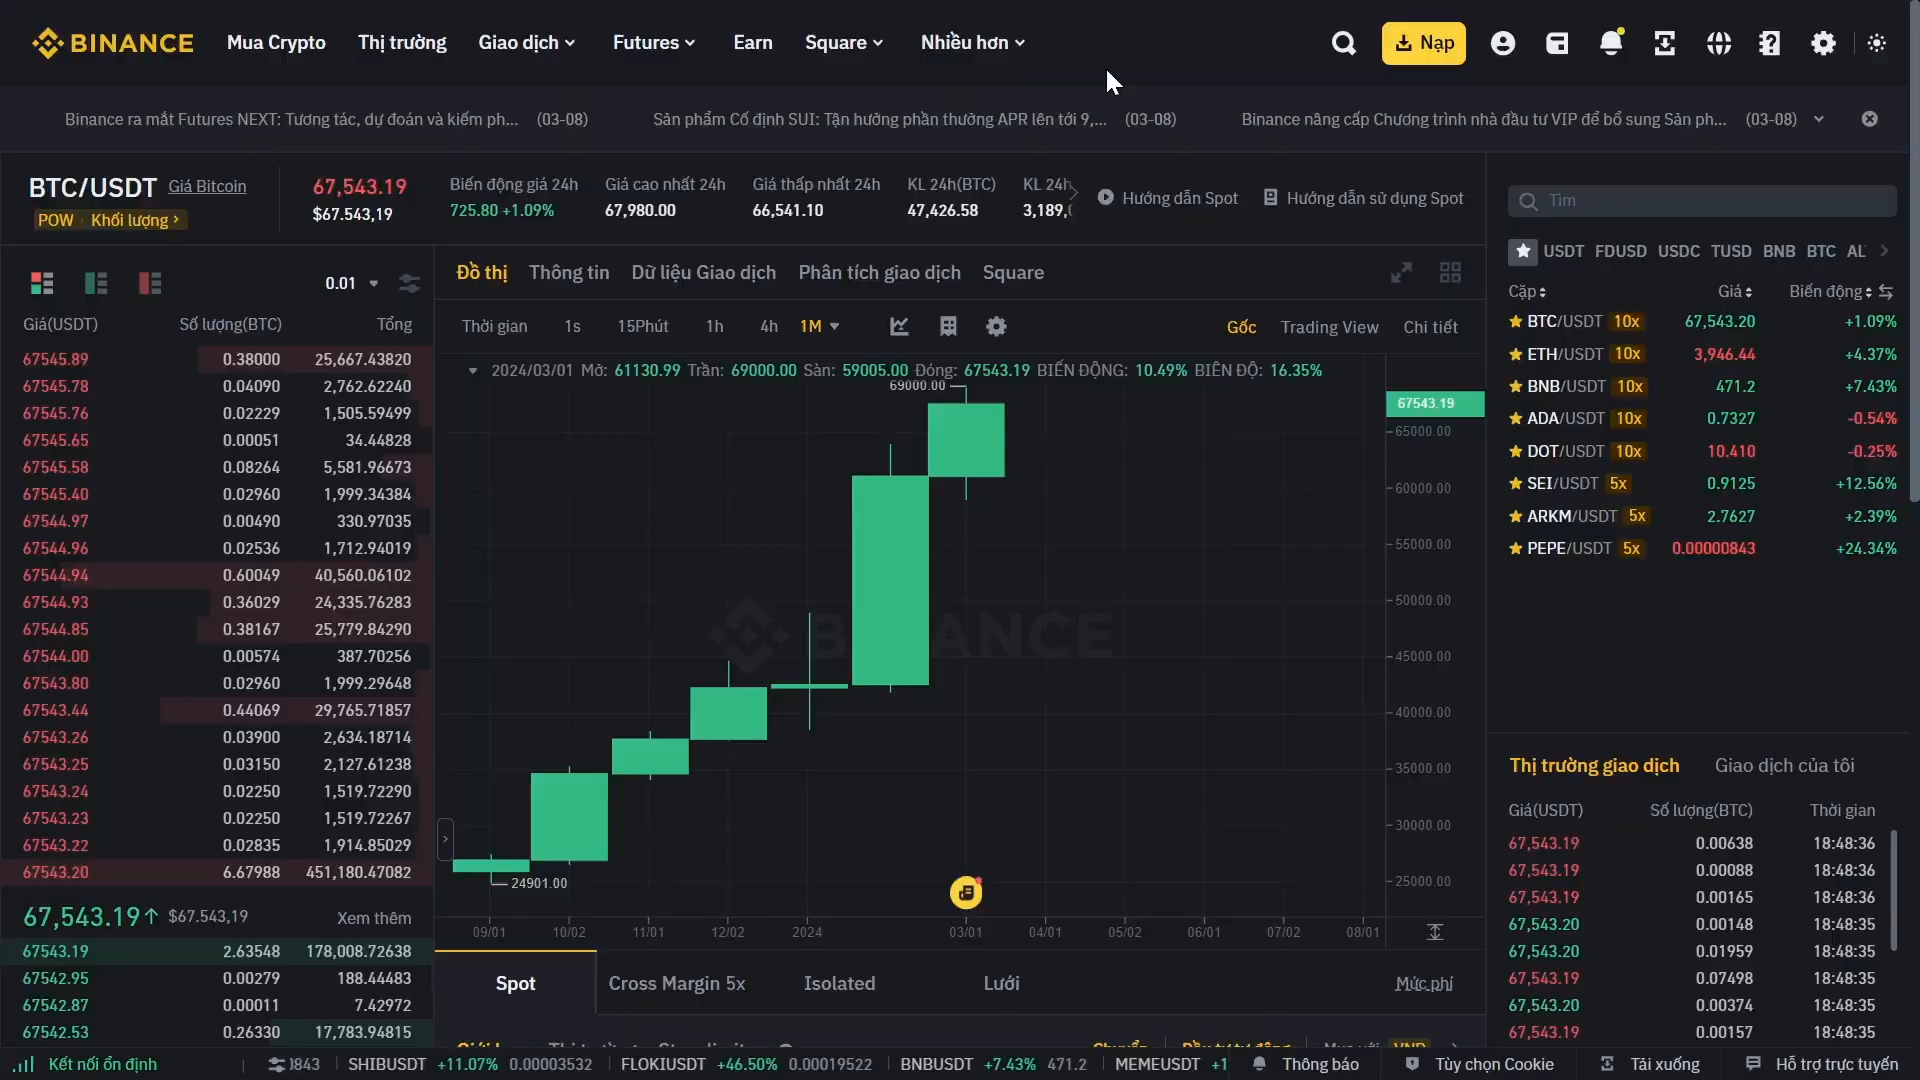 BINANCE
Mua Crypto Thị trường Giao dịch Futures Earn Square Nhiều hơn Nạp
Binance ra mắt Futures NEXT: Tương tác, dự đoán và kiếm ph... (03-08) Sản phẩm Cố định SUI: Tận hưởng phần thưởng APR lên tới 9,... (03-08) Binance nâng cấp Chương trình nhà đầu tư VIP để bổ sung Sản ph... (03-08)
BTC/USDT Giá Bitcoin
POW Khối lượng
67,543.19
$67.543,19
Biến động giá 24h
725.80 +1.09%
Giá cao nhất 24h
67,980.00
Giá thấp nhất 24h
66,541.10
KL 24h(BTC)
47,426.58
KL 24h
3,189,
Hướng dẫn Spot Hướng dẫn sử dụng Spot
0.01
Giá(USDT) Số lượng(BTC) Tổng
67545.89 0.38000 25,667.43820
67545.78 0.04090 2,762.62240
67545.76 0.02229 1,505.59499
67545.65 0.00051 34.44828
67545.58 0.08264 5,581.96673
67545.40 0.02960 1,999.34384
67544.97 0.00490 330.97035
67544.96 0.02536 1,712.94019
67544.94 0.60049 40,560.06102
67544.93 0.36029 24,335.76283
67544.85 0.38167 25,779.84290
67544.00 0.00574 387.70256
67543.80 0.02960 1,999.29648
67543.44 0.44069 29,765.71857
67543.26 0.03900 2,634.18714
67543.25 0.03150 2,127.61238
67543.24 0.02250 1,519.72290
67543.23 0.02250 1,519.72267
67543.22 0.02835 1,914.85029
67543.20 6.67988 451,180.47082
67,543.19↑ $67.543,19 Xem thêm
67543.19 2.63548 178,008.72638
67542.95 0.00279 188.44483
67542.87 0.00011 7.42972
67542.53 0.26330 17,783.94815
Đồ thị Thông tin Dữ liệu Giao dịch Phân tích giao dịch Square
Thời gian 1s 15Phút 1h 4h 1M Gốc Trading View Chi tiết
2024/03/01 Mở: 61130.99 Trần: 69000.00 Sàn: 59005.00 Đóng: 67543.19 BIẾN ĐỘNG: 10.49% BIÊN ĐỘ: 16.35%
69000.00
67543.19
65000.00
60000.00
55000.00
50000.00
BINANCE
45000.00
40000.00
35000.00
30000.00
24901.00
25000.00
09/01 10/02 11/01 12/02 2024 03/01 04/01 05/02 06/01 07/02 08/01
Spot Cross Margin 5x Isolated Lưới Mức phí
Tìm
USDT FDUSD USDC TUSD BNB BTC AL
Cặp Giá Biến động
BTC/USDT 10x 67,543.20 +1.09%
ETH/USDT 10x 3,946.44 +4.37%
BNB/USDT 10x 471.2 +7.43%
ADA/USDT 10x 0.7327 -0.54%
DOT/USDT 10x 10.410 -0.25%
SEI/USDT 5x 0.9125 +12.56%
ARKM/USDT 5x 2.7627 +2.39%
PEPE/USDT 5x 0.00000843 +24.34%
Thị trường giao dịch Giao dịch của tôi
Giá(USDT) Số lượng(BTC) Thời gian
67,543.19 0.00638 18:48:36
67,543.19 0.00088 18:48:36
67,543.19 0.00165 18:48:36
67,543.20 0.00148 18:48:35
67,543.20 0.01959 18:48:35
67,543.19 0.07498 18:48:35
67,543.20 0.00374 18:48:35
67,543.19 0.00157 18:48:35
Kết nối ổn định 0843 SHIBUSDT +11.07% 0.00003532 FLOKIUSDT +46.50% 0.00019522 BNBUSDT +7.43% 471.2 MEMEUSDT +1 Thông báo Tùy chọn Cookie Tải xuống Hỗ trợ trực tuyến